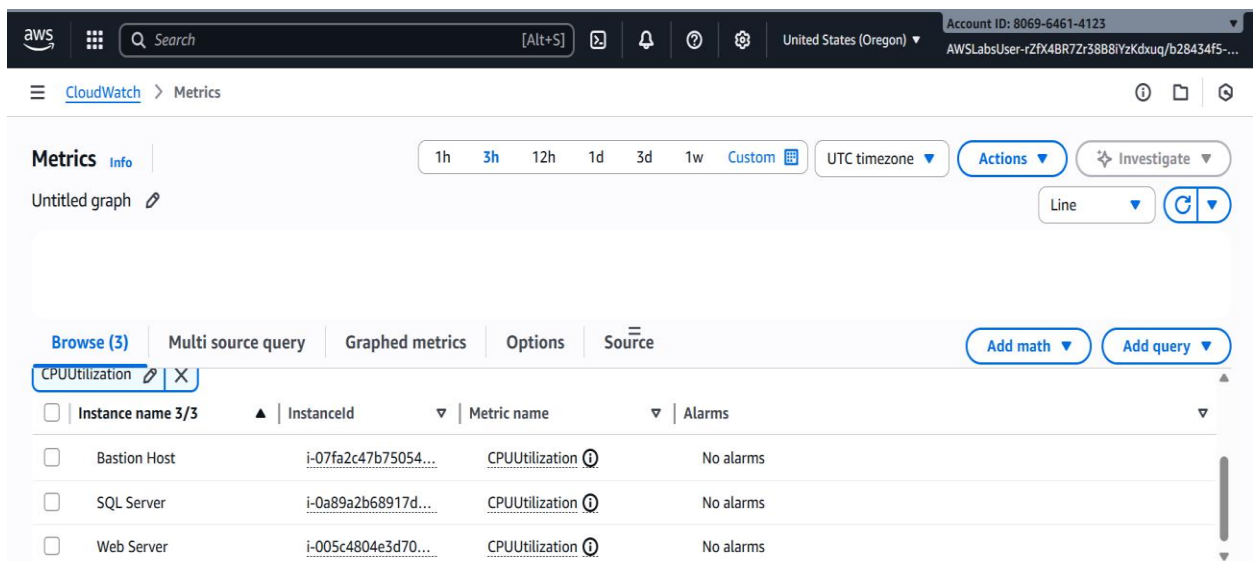 aws Search [Alt+S] United States (Oregon) Account ID: 8069-6461-4123
AWSLabsUser-rZfX4BR7Zr38B8iYzKdxuq/b28434f5-...
CloudWatch > Metrics
Metrics Info 1h 3h 12h 1d 3d 1w Custom UTC timezone Actions Investigate
Untitled graph Line
Browse (3) Multi source query Graphed metrics Options Source Add math Add query
CPUUtilization X
Instance name 3/3 InstanceId Metric name Alarms
Bastion Host i-07fa2c47b75054... CPUUtilization No alarms
SQL Server i-0a89a2b68917d... CPUUtilization No alarms
Web Server i-005c4804e3d70... CPUUtilization No alarms